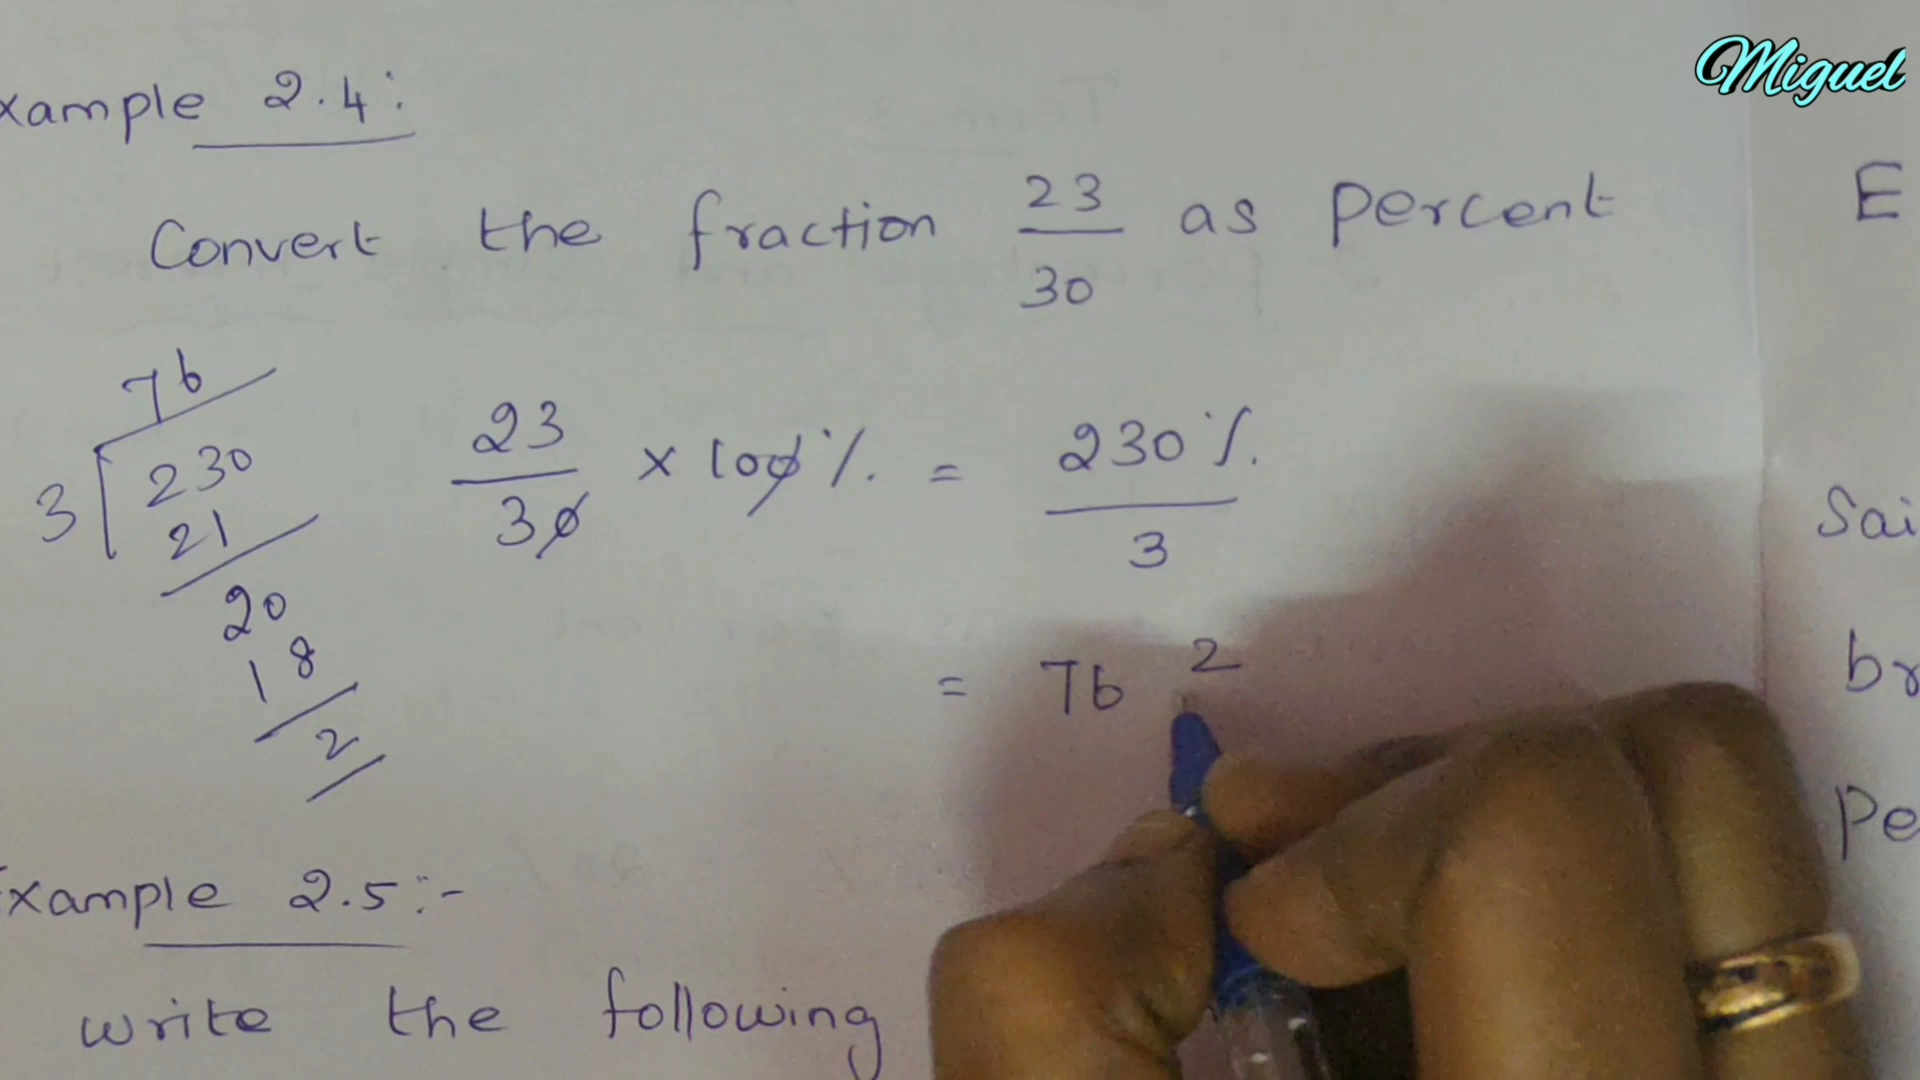 Miguel
xample 2.4:
Convert the fraction 23/30 as percent
76
3 230
21
20
18
2
23/30 × 100% = 230%/3
= 76 2
xample 2.5:-
write the following
E
Sai
br
Pe